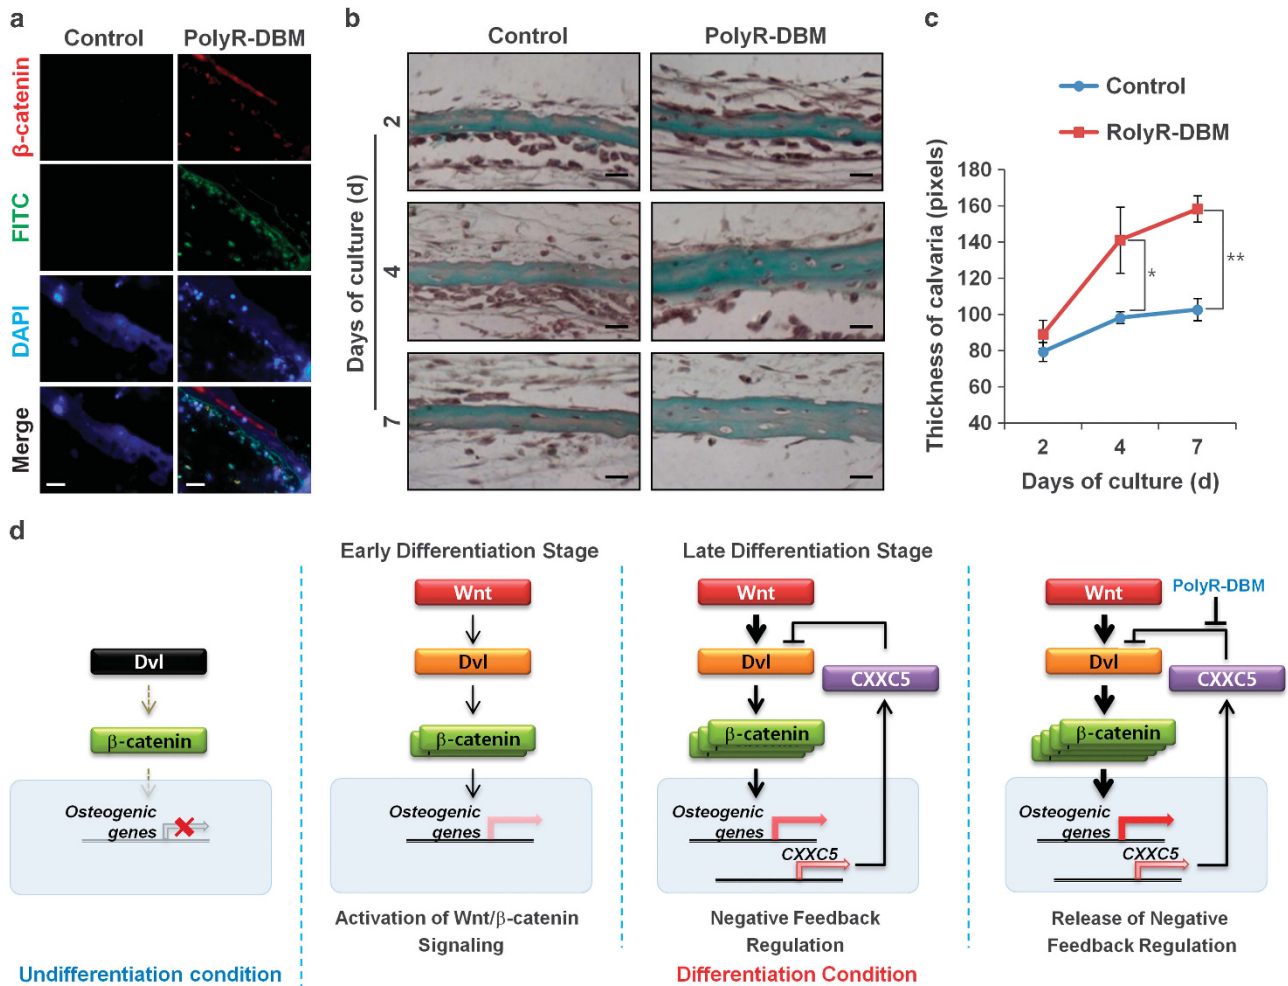 a
Control
PolyR-DBM
β-catenin
FITC
DAPI
Merge
b
Control
PolyR-DBM
Days of culture (d)
2
4
7
c
Control
RolyR-DBM
Thickness of calvaria (pixels)
180
160
140
120
100
80
60
40
*
**
2 4 7
Days of culture (d)
d
Dvl
β-catenin
Osteogenic
genes
Undifferentiation condition
Early Differentiation Stage
Wnt
Dvl
β-catenin
Osteogenic
genes
Activation of Wnt/β-catenin
Signaling
Late Differentiation Stage
Wnt
Dvl
CXXC5
β-catenin
Osteogenic
genes
CXXC5
Negative Feedback
Regulation
Differentiation Condition
Wnt
PolyR-DBM
Dvl
CXXC5
β-catenin
Osteogenic
genes
CXXC5
Release of Negative
Feedback Regulation